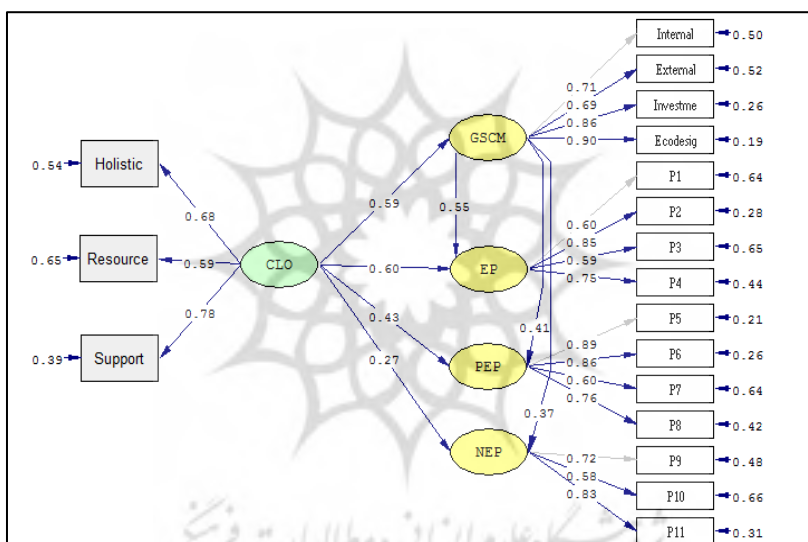 Internal
0.50
External
0.52
Investme
0.26
Ecodesig
0.19
0.71
0.69
0.86
0.90
GSCM
0.54
Holistic
0.68
0.59
0.55
P1
0.64
P2
0.28
P3
0.65
P4
0.44
0.60
0.85
0.59
0.75
0.65
Resource
0.59
CLO
0.60
EP
0.43
0.27
0.41
0.39
Support
0.78
PEP
P5
0.21
P6
0.26
P7
0.64
P8
0.42
0.89
0.86
0.60
0.76
0.37
NEP
P9
0.48
P10
0.66
P11
0.31
0.72
0.58
0.83